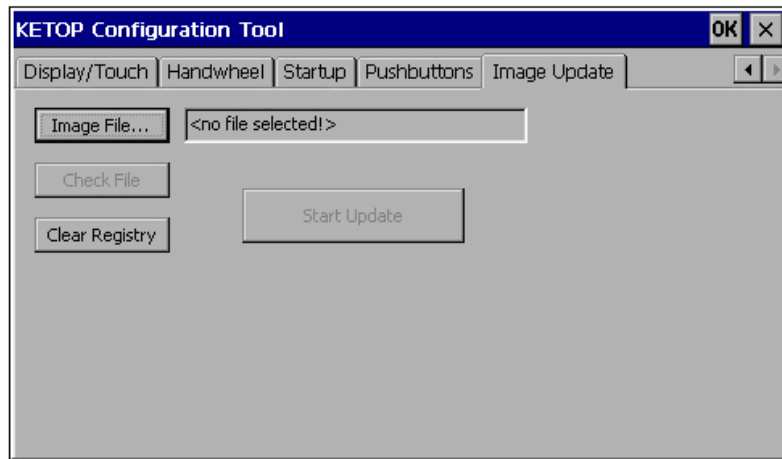 KETOP Configuration Tool OK ×
Display/Touch Handwheel Startup Pushbuttons Image Update
Image File... <no file selected!>
Check File
Start Update
Clear Registry